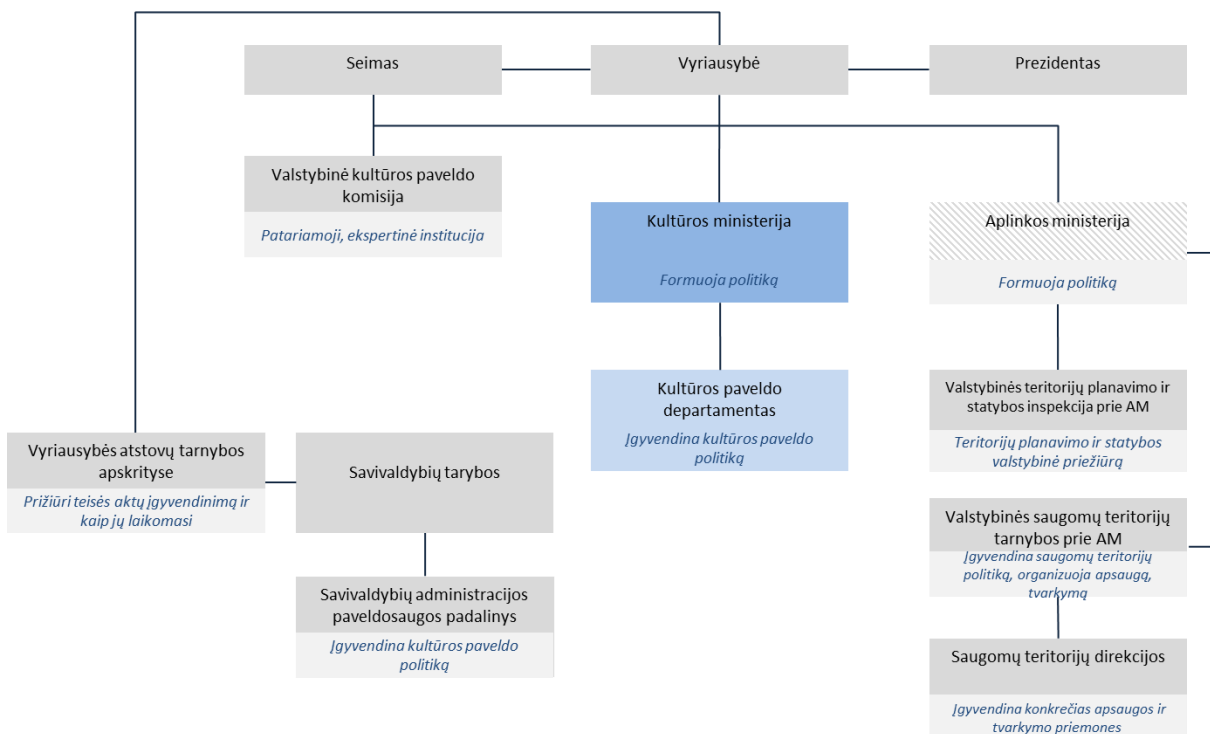 Seimas
Vyriausybė
Prezidentas
Valstybinė kultūros paveldo
komisija
Patariamoji, ekspertinė institucija
Kultūros ministerija
Formuoja politiką
Aplinkos ministerija
Formuoja politiką
Kultūros paveldo
departamentas
Įgyvendina kultūros paveldo
politiką
Valstybinės teritorijų planavimo ir
statybos inspekcija prie AM
Teritorijų planavimo ir statybos
valstybinė priežiūrą
Vyriausybės atstovų tarnybos
apskrityse
Prižiūri teisės aktų įgyvendinimą ir
kaip jų laikomasi
Savivaldybių tarybos
Valstybinės saugomų teritorijų
tarnybos prie AM
Įgyvendina saugomų teritorijų
politiką, organizuoja apsaugą,
tvarkymą
Savivaldybių administracijos
paveldosaugos padalinys
Įgyvendina kultūros paveldo
politiką
Saugomų teritorijų direkcijos
Įgyvendina konkrečias apsaugos ir
tvarkymo priemones